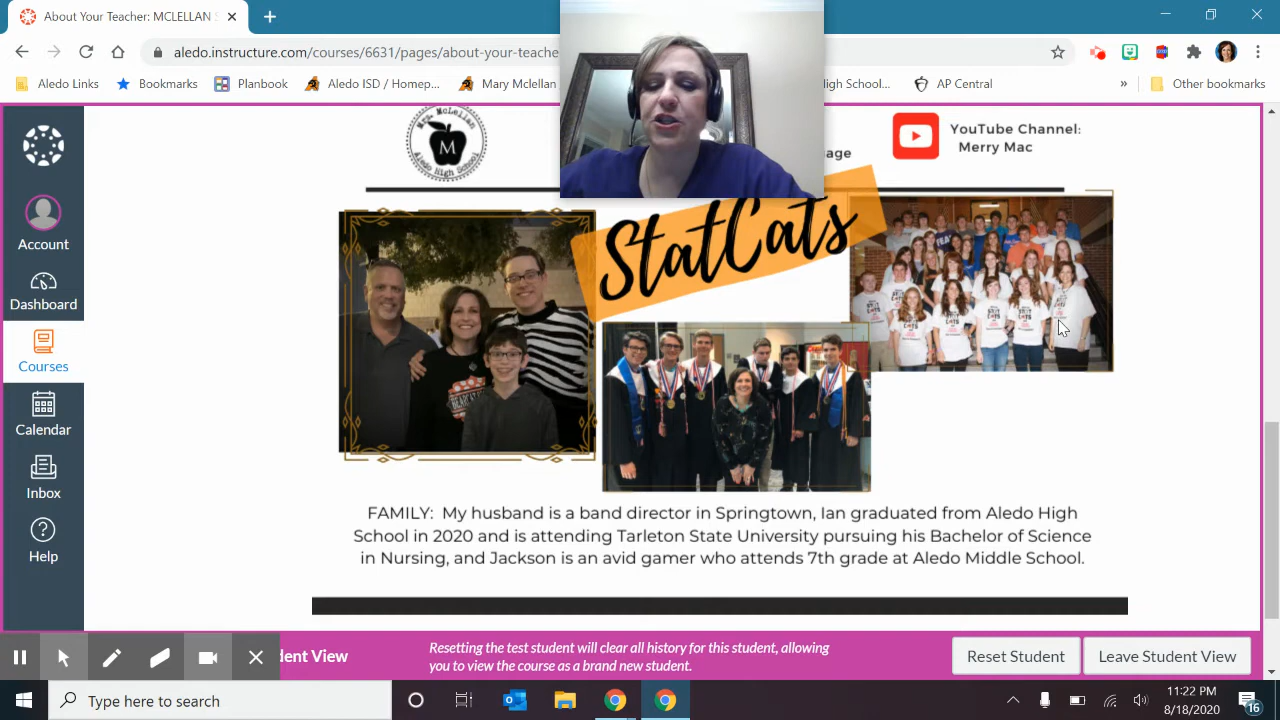 About Your Teacher: MCLELLAN S
aledo.instructure.com/courses/6631/pages/about-your-teache
Aledo Links
Bookmarks
Planbook
Aledo ISD / Homep...
Mary Mclellan
gh School...
AP Central
»
Other bookmarks
Mrs. McLellan
M
Aledo High School
age
YouTube Channel:
Merry Mac
StatCats
Account
Dashboard
Courses
Calendar
Inbox
Help
FAMILY: My husband is a band director in Springtown, Ian graduated from Aledo High
School in 2020 and is attending Tarleton State University pursuing his Bachelor of Science
in Nursing, and Jackson is an avid gamer who attends 7th grade at Aledo Middle School.
dent View
Resetting the test student will clear all history for this student, allowing
you to view the course as a brand new student.
Reset Student
Leave Student View
Type here to search
11:22 PM
8/18/2020
16